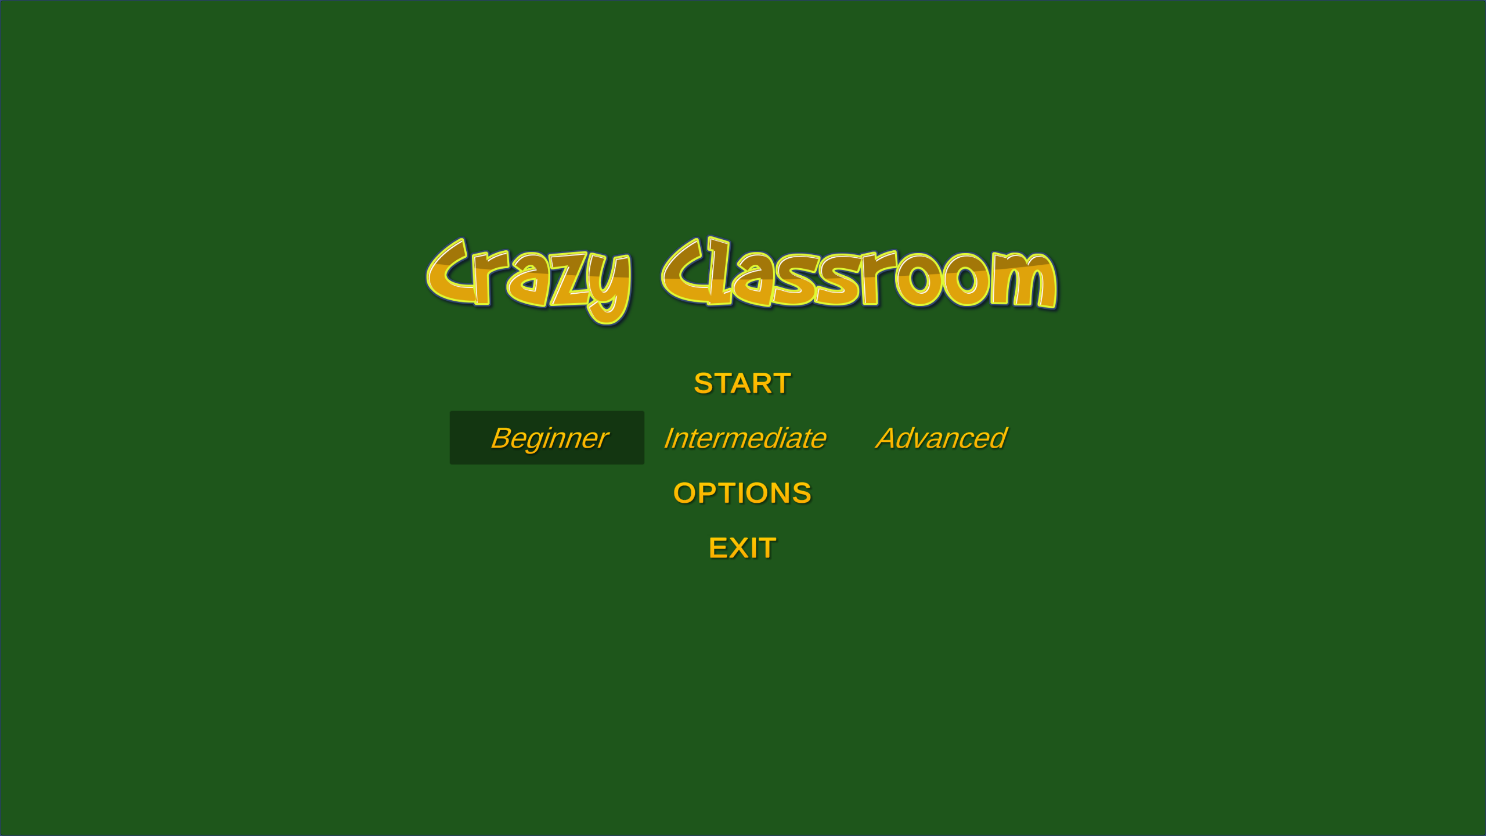 Crazy Classroom
START
Beginner Intermediate Advanced
OPTIONS
EXIT